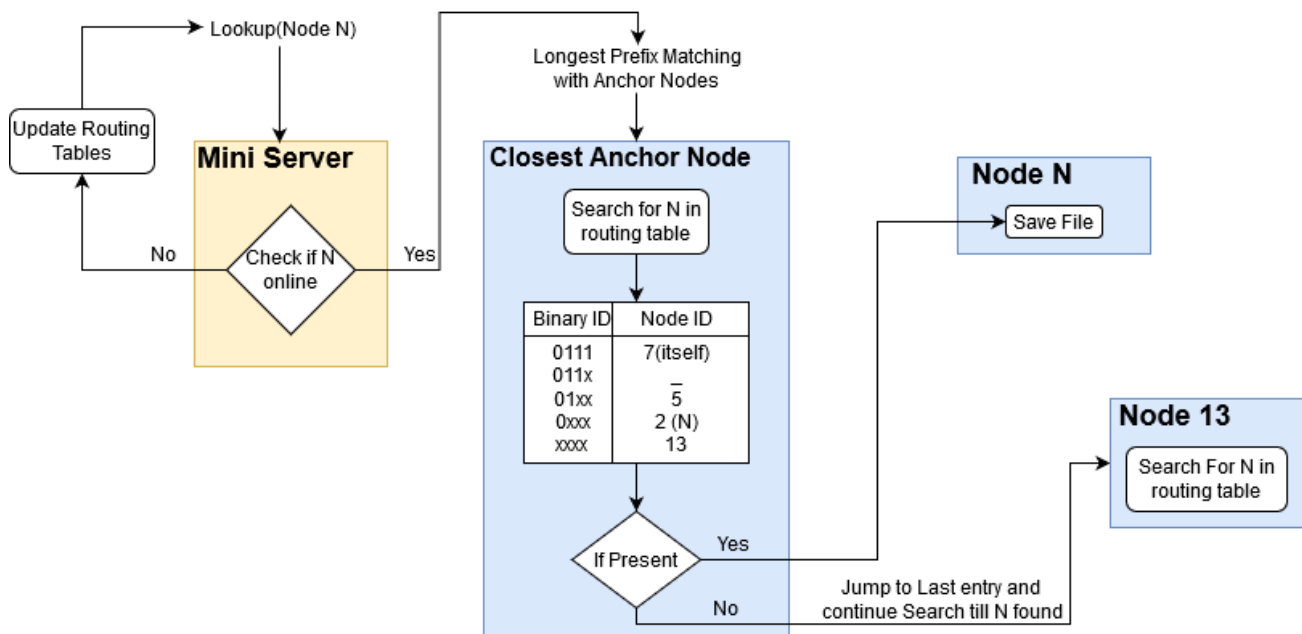 Lookup(Node N)
Update Routing
Tables
Longest Prefix Matching
with Anchor Nodes
Mini Server
Check if N
online
No
Yes
Closest Anchor Node
Search for N in
routing table
Binary ID Node ID
0111 7(itself)
011x _
01xx 5
0xxx 2 (N)
xxxx 13
If Present
Yes
No
Node N
Save File
Jump to Last entry and
continue Search till N found
Node 13
Search For N in
routing table